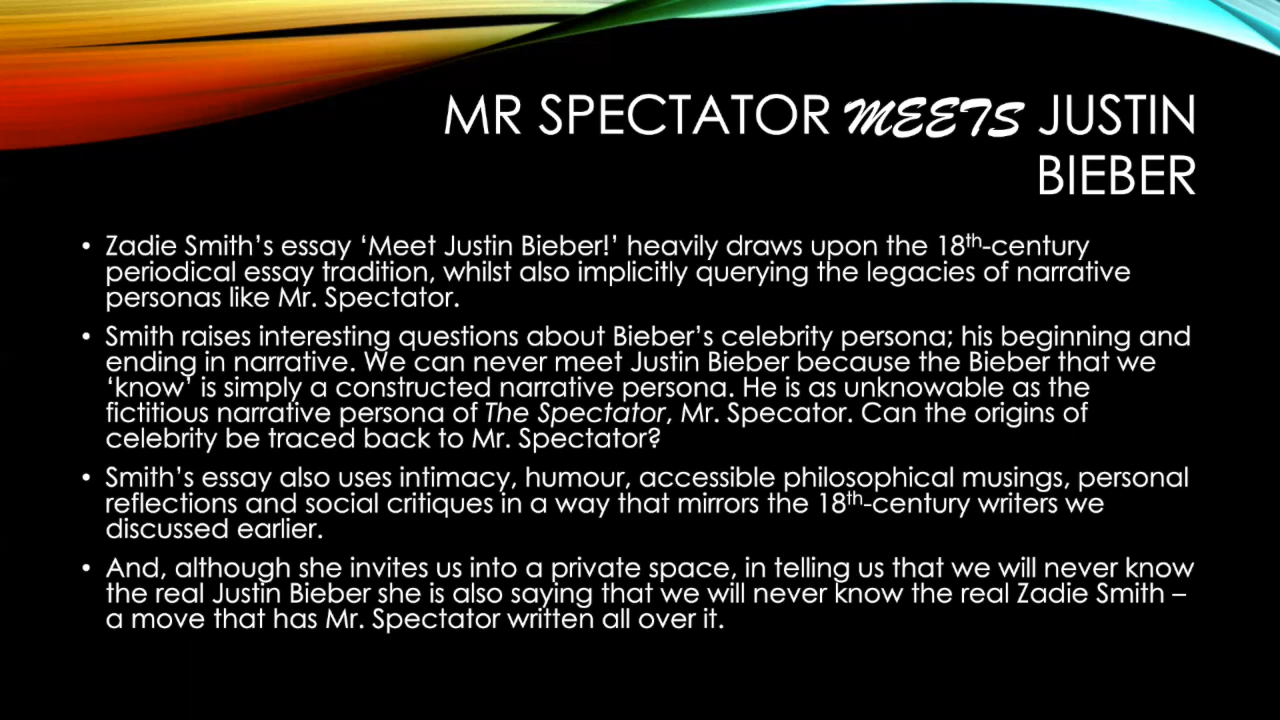 MR SPECTATOR MEETS JUSTIN
BIEBER
• Zadie Smith’s essay ‘Meet Justin Bieber!’ heavily draws upon the 18th-century
periodical essay tradition, whilst also implicitly querying the legacies of narrative
personas like Mr. Spectator.
• Smith raises interesting questions about Bieber’s celebrity persona; his beginning and
ending in narrative. We can never meet Justin Bieber because the Bieber that we
‘know’ is simply a constructed narrative persona. He is as unknowable as the
fictitious narrative persona of The Spectator, Mr. Specator. Can the origins of
celebrity be traced back to Mr. Spectator?
• Smith’s essay also uses intimacy, humour, accessible philosophical musings, personal
reflections and social critiques in a way that mirrors the 18th-century writers we
discussed earlier.
• And, although she invites us into a private space, in telling us that we will never know
the real Justin Bieber she is also saying that we will never know the real Zadie Smith –
a move that has Mr. Spectator written all over it.